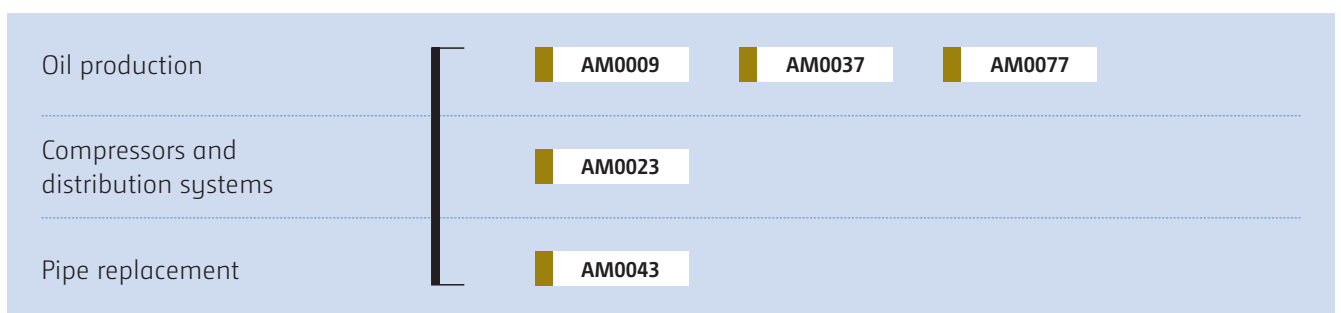 Oil production
AM0009 AM0037 AM0077
Compressors and
distribution systems
AM0023
Pipe replacement
AM0043